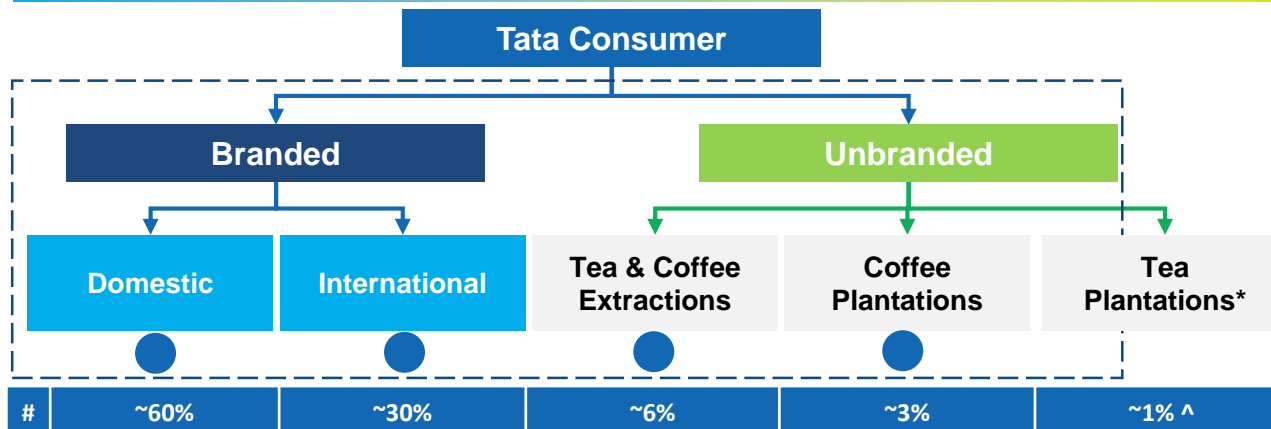 Tata Consumer
Branded
Unbranded
Domestic
International
Tea & Coffee
Extractions
Coffee
Plantations
Tea
Plantations*
# ~60% ~30% ~6% ~3% ~1% ^